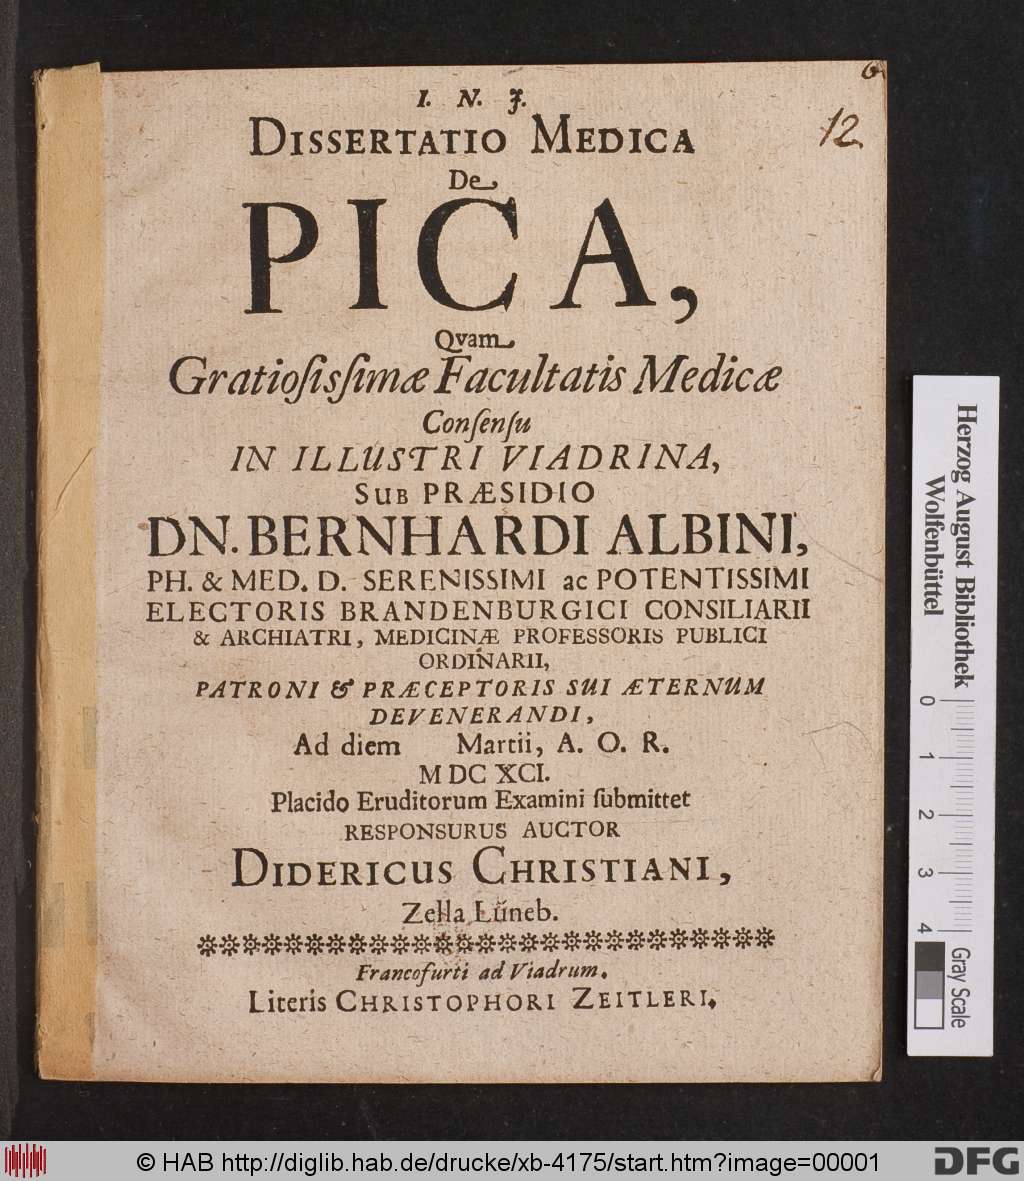 6
12
I. N. J.
DISSERTATIO MEDICA
De
PICA,
Qvam
Gratiosisſimæ Facultatis Medicæ
Conſenſu
IN ILLUSTRI VIADRINA,
SUB PRÆSIDIO
DN. BERNHARDI ALBINI,
PH. & MED. D. SERENISSIMI ac POTENTISSIMI
ELECTORIS BRANDENBURGICI CONSILIARII
& ARCHIATRI, MEDICINÆ PROFESSORIS PUBLICI
ORDINARII,
PATRONI & PRÆCEPTORIS SUI ÆTERNUM
DEVENERANDI,
Ad diem Martii, A. O. R.
M DC XCI.
Placido Eruditorum Examini ſubmittet
RESPONSURUS AUCTOR
DIDERICUS CHRISTIANI,
Zella Lüneb.
Francofurti ad Viadrum.
Literis CHRISTOPHORI ZEITLERI.
Herzog August Bibliothek
Wolfenbüttel
0 1 2 3 4
Gray Scale
© HAB http://diglib.hab.de/drucke/xb-4175/start.htm?image=00001
DFG